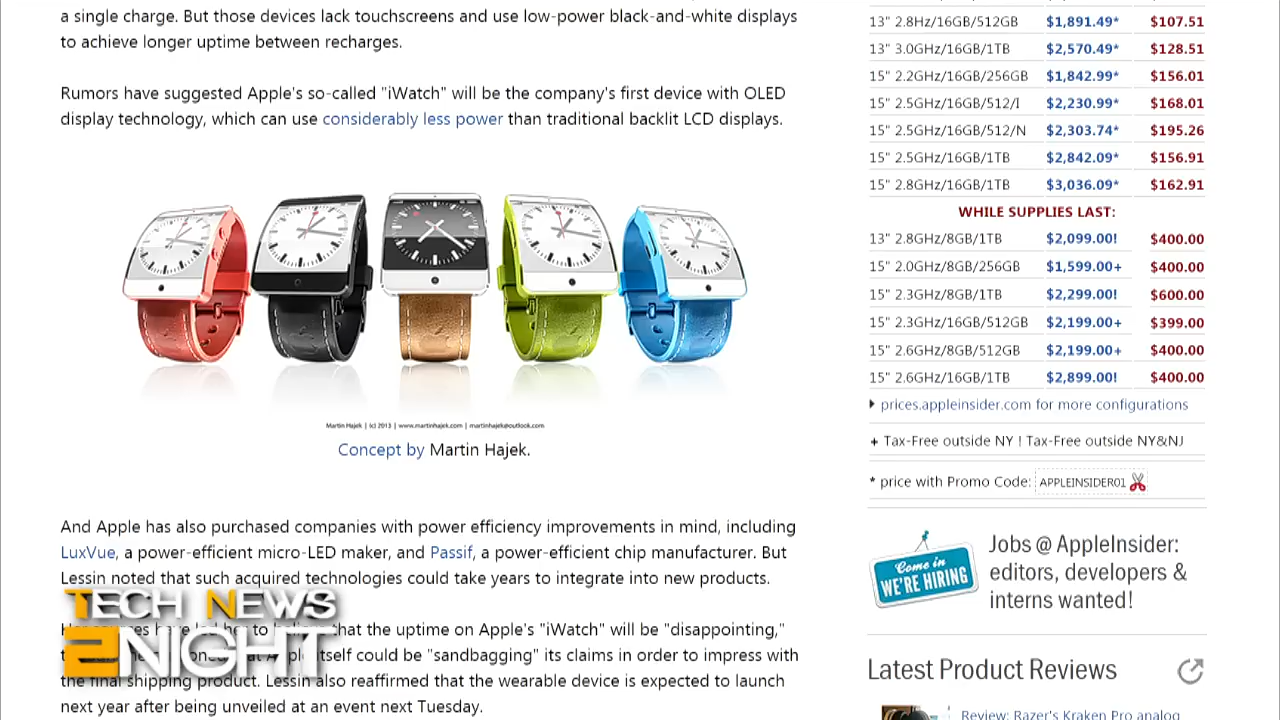 a single charge. But those devices lack touchscreens and use low-power black-and-white displays
to achieve longer uptime between recharges.
Rumors have suggested Apple's so-called "iWatch" will be the company's first device with OLED
display technology, which can use considerably less power than traditional backlit LCD displays.
Martin Hajek | (c) 2013 | www.martinhajek.com | martinhajek@outlook.com
Concept by Martin Hajek.
And Apple has also purchased companies with power efficiency improvements in mind, including
LuxVue, a power-efficient micro-LED maker, and Passif, a power-efficient chip manufacturer. But
Lessin noted that such acquired technologies could take years to integrate into new products.
have led her to that the uptime on Apple's "iWatch" will be "disappointing,"
itself could be "sandbagging" its claims in order to impress with
the final shipping product. Lessin also reaffirmed that the wearable device is expected to launch
next year after being unveiled at an event next Tuesday.
TECH NEWS
2NIGHT
13" 2.8Hz/16GB/512GB $1,891.49* $107.51
13" 3.0GHz/16GB/1TB $2,570.49* $128.51
15" 2.2GHz/16GB/256GB $1,842.99* $156.01
15" 2.5GHz/16GB/512/I $2,230.99* $168.01
15" 2.5GHz/16GB/512/N $2,303.74* $195.26
15" 2.5GHz/16GB/1TB $2,842.09* $156.91
15" 2.8GHz/16GB/1TB $3,036.09* $162.91
WHILE SUPPLIES LAST:
13" 2.8GHz/8GB/1TB $2,099.00! $400.00
15" 2.0GHz/8GB/256GB $1,599.00+ $400.00
15" 2.3GHz/8GB/1TB $2,299.00! $600.00
15" 2.3GHz/16GB/512GB $2,199.00+ $399.00
15" 2.6GHz/8GB/512GB $2,199.00+ $400.00
15" 2.6GHz/16GB/1TB $2,899.00! $400.00
prices.appleinsider.com for more configurations
+ Tax-Free outside NY ! Tax-Free outside NY&NJ
* price with Promo Code: APPLEINSIDER01
Come in
WE'RE HIRING
Jobs @ AppleInsider:
editors, developers &
interns wanted!
Latest Product Reviews
Review: Razer's Kraken Pro analog